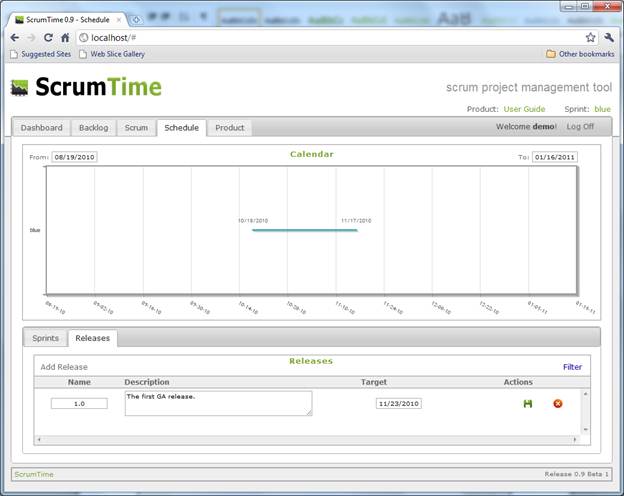 ScrumTime 0.9 - Schedule
localhost/#
Suggested Sites Web Slice Gallery Other bookmarks
ScrumTime scrum project management tool
Product: User Guide Sprint: blue
Dashboard Backlog Scrum Schedule Product Welcome demo! Log Off
From: 08/19/2010 Calendar To: 01/16/2011
10/18/2010 11/17/2010
blue
08-19-10 09-02-10 09-16-10 09-30-10 10-14-10 10-28-10 11-10-10 11-24-10 12-08-10 12-22-10 01-05-11 01-19-11
Sprints Releases
Releases
Add Release Filter
Name Description Target Actions
1.0 The first GA release. 11/23/2010
ScrumTime Release 0.9 Beta 1